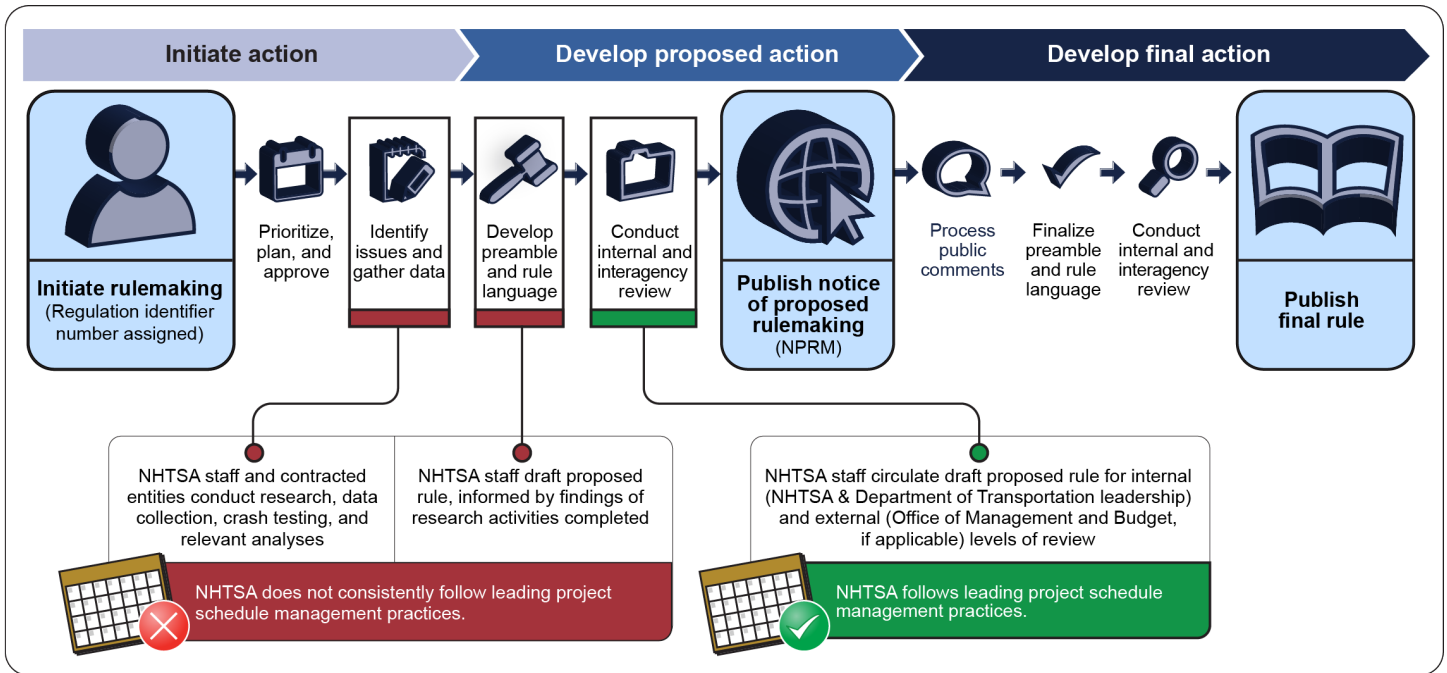 Initiate action
Develop proposed action
Develop final action
Initiate rulemaking
(Regulation identifier
number assigned)
Prioritize,
plan, and
approve
Identify
issues and
gather data
Develop
preamble
and rule
language
Conduct
internal and
interagency
review
Publish notice
of proposed
rulemaking
(NPRM)
Process
public
comments
Finalize
preamble
and rule
language
Conduct
internal and
interagency
review
Publish
final rule
NHTSA staff and contracted
entities conduct research, data
collection, crash testing, and
relevant analyses
NHTSA staff draft proposed
rule, informed by findings of
research activities completed
NHTSA does not consistently follow leading project
schedule management practices.
NHTSA staff circulate draft proposed rule for internal
(NHTSA & Department of Transportation leadership)
and external (Office of Management and Budget,
if applicable) levels of review
NHTSA follows leading project schedule
management practices.